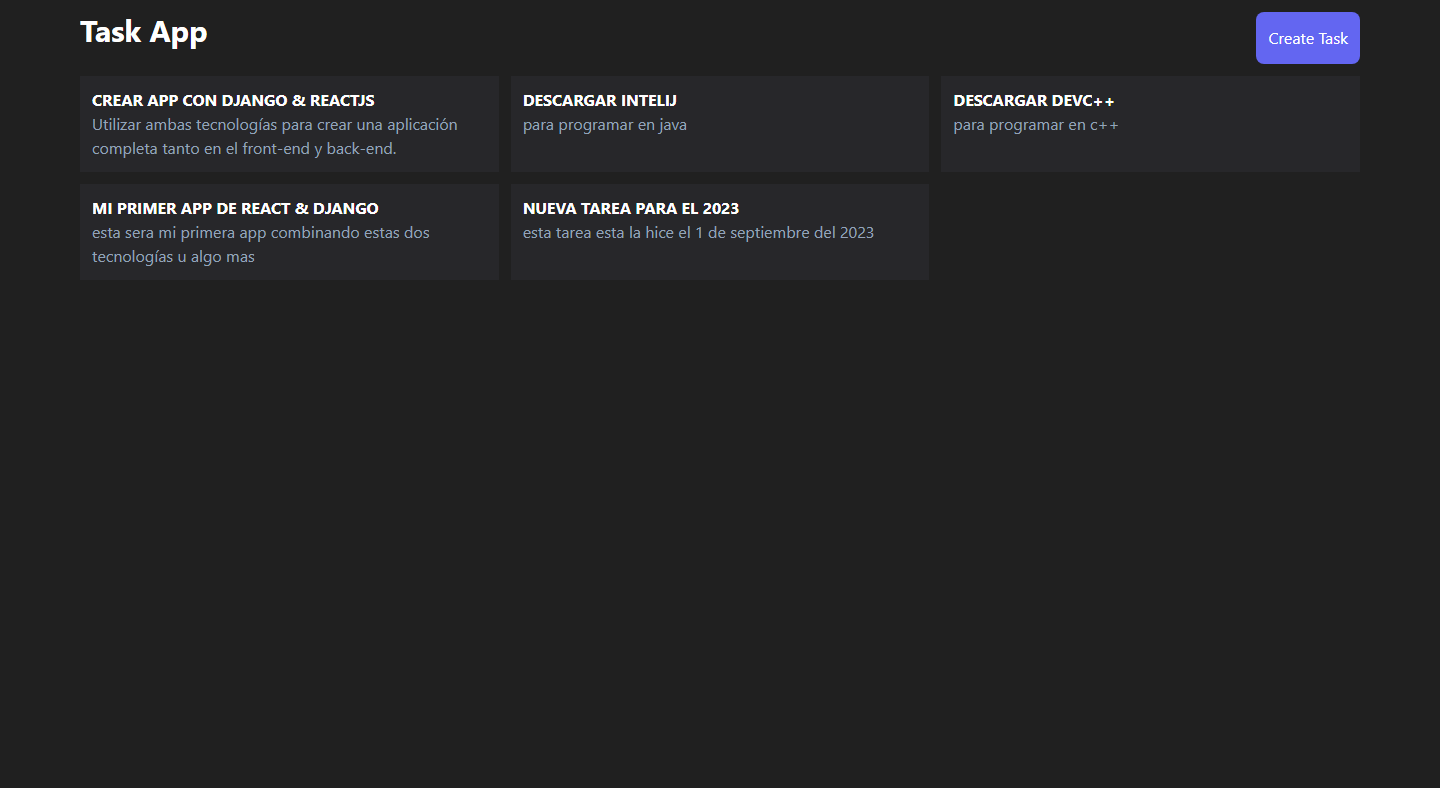 Task App
Create Task
CREAR APP CON DJANGO & REACTJS
Utilizar ambas tecnologías para crear una aplicación
completa tanto en el front-end y back-end.
DESCARGAR INTELIJ
para programar en java
DESCARGAR DEVC++
para programar en c++
MI PRIMER APP DE REACT & DJANGO
esta sera mi primera app combinando estas dos
tecnologías u algo mas
NUEVA TAREA PARA EL 2023
esta tarea esta la hice el 1 de septiembre del 2023